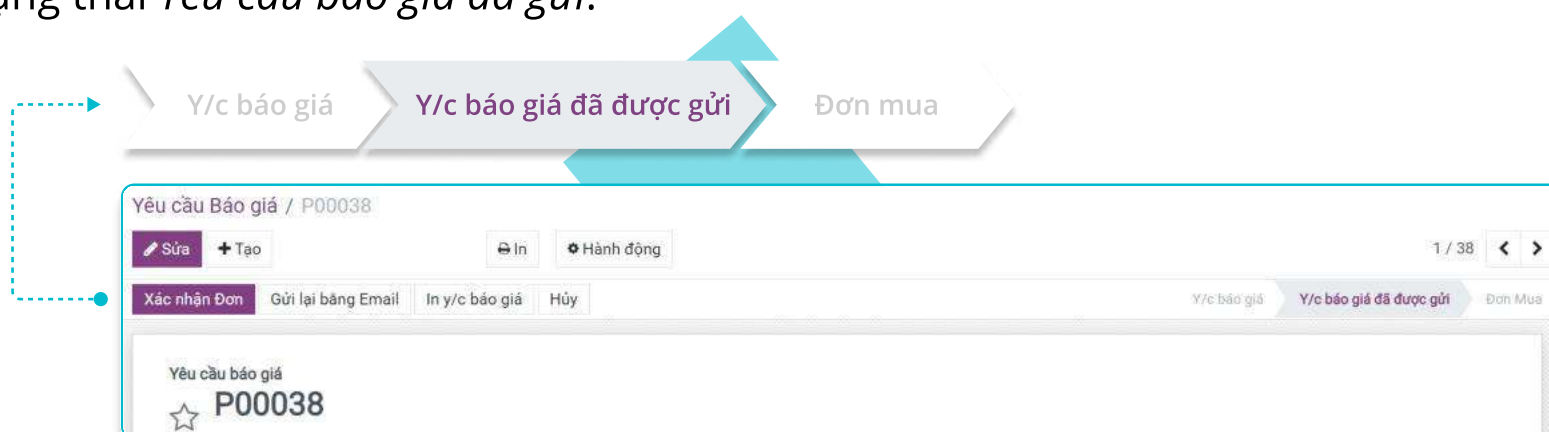 Y/c báo giá Y/c báo giá đã được gửi Đơn mua
Yêu cầu Báo giá / P00038
Sửa Tạo In Hành động 1 / 38
Xác nhận Đơn Gửi lại bằng Email In y/c báo giá Hủy Y/c báo giá Y/c báo giá đã được gửi Đơn Mua
Yêu cầu báo giá
P00038